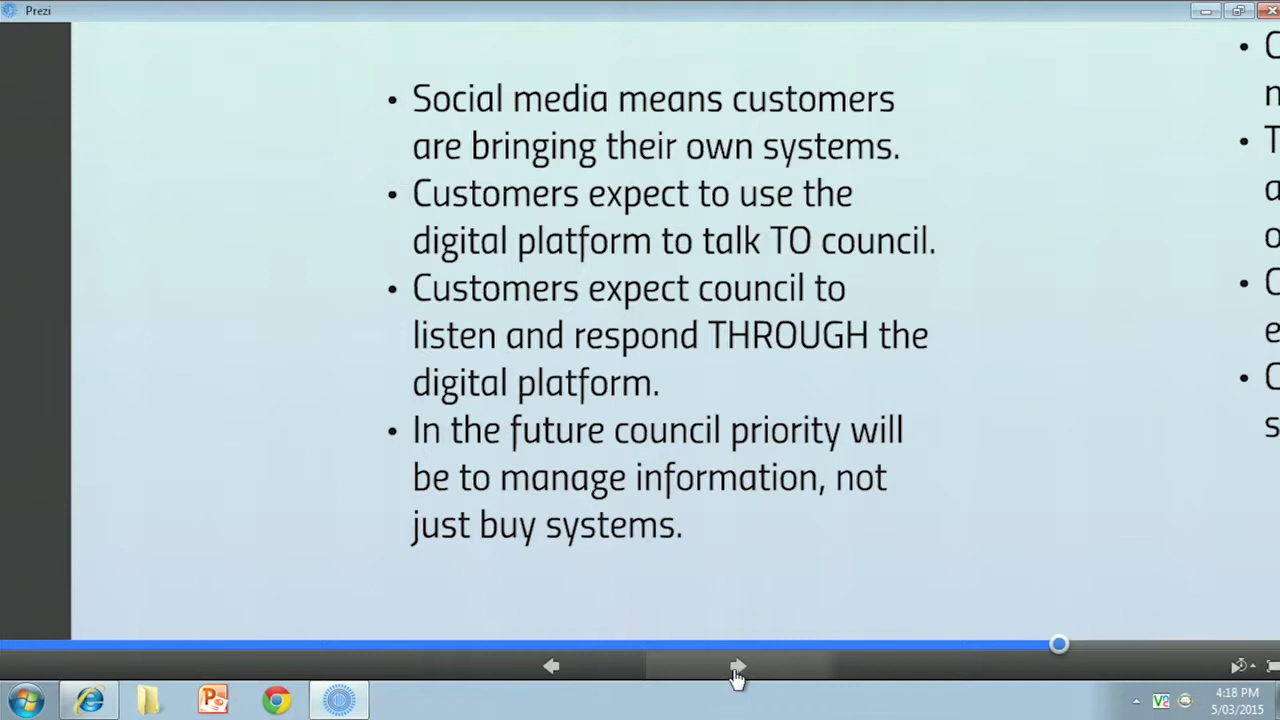 Prezi
• Social media means customers
are bringing their own systems.
• Customers expect to use the
digital platform to talk TO council.
• Customers expect council to
listen and respond THROUGH the
digital platform.
• In the future council priority will
be to manage information, not
just buy systems.
4:18 PM
5/03/2015